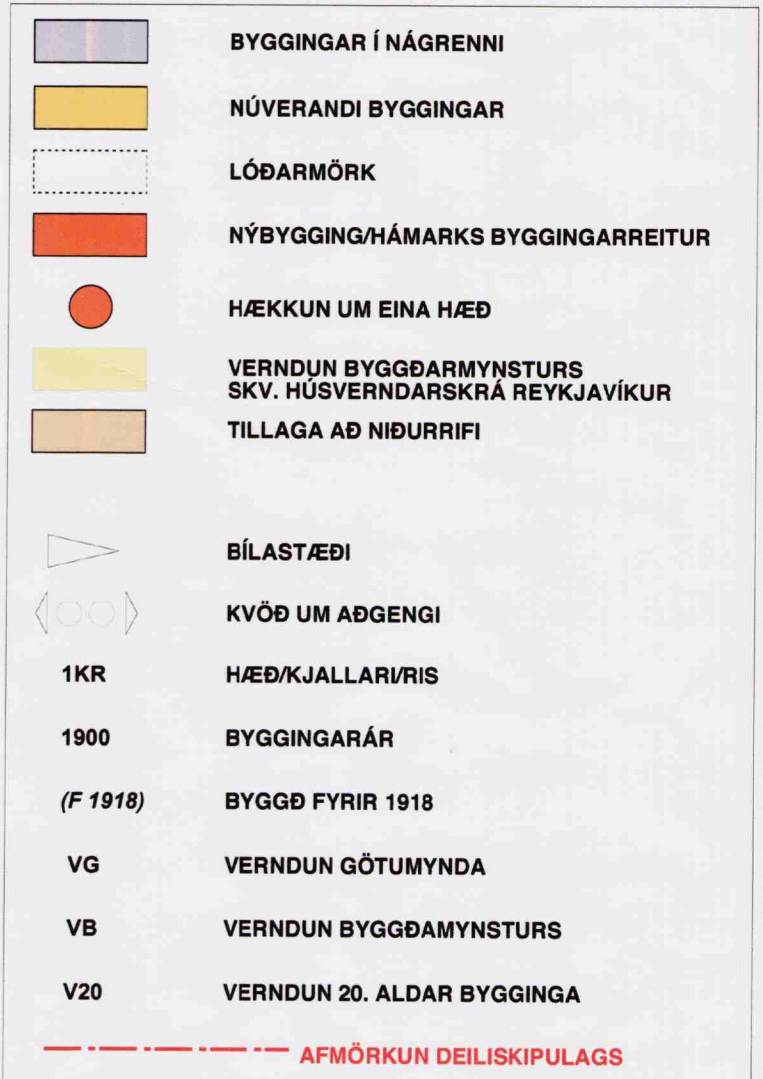 BYGGINGAR Í NÁGRENNI
NÚVERANDI BYGGINGAR
LÓÐARMÖRK
NÝBYGGING/HÁMARKS BYGGINGARREITUR
HÆKKUN UM EINA HÆÐ
VERNDUN BYGGÐARMYNSTURS
SKV. HÚSVERNDARSKRÁ REYKJAVÍKUR
TILLAGA AÐ NIÐURRIFI
BÍLASTÆÐI
KVÖÐ UM AÐGENGI
1KR HÆÐ/KJALLARI/RIS
1900 BYGGINGARÁR
(F 1918) BYGGÐ FYRIR 1918
VG VERNDUN GÖTUMYNDA
VB VERNDUN BYGGÐAMYNSTURS
V20 VERNDUN 20. ALDAR BYGGINGA
AFMÖRKUN DEILISKIPULAGS